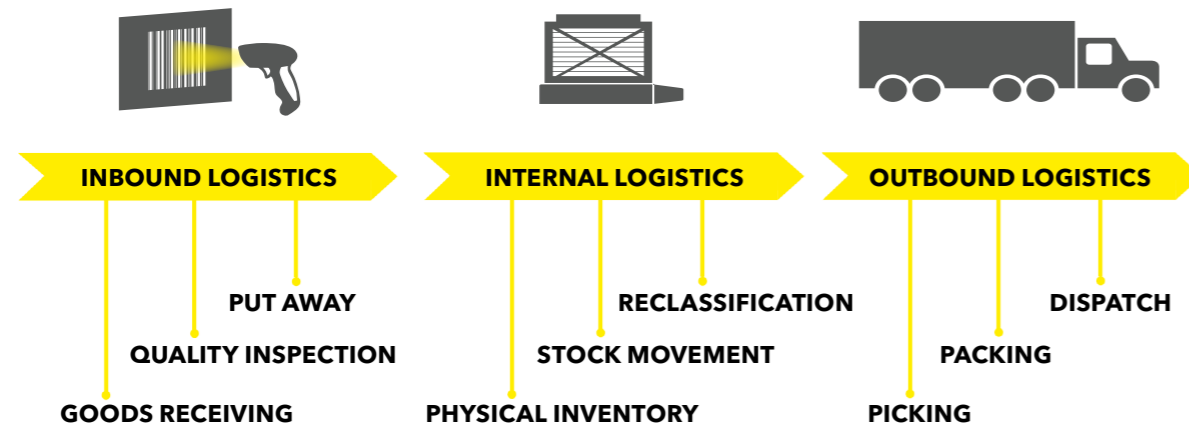 INBOUND LOGISTICS
INTERNAL LOGISTICS
OUTBOUND LOGISTICS
PUT AWAY
RECLASSIFICATION
DISPATCH
QUALITY INSPECTION
STOCK MOVEMENT
PACKING
GOODS RECEIVING
PHYSICAL INVENTORY
PICKING